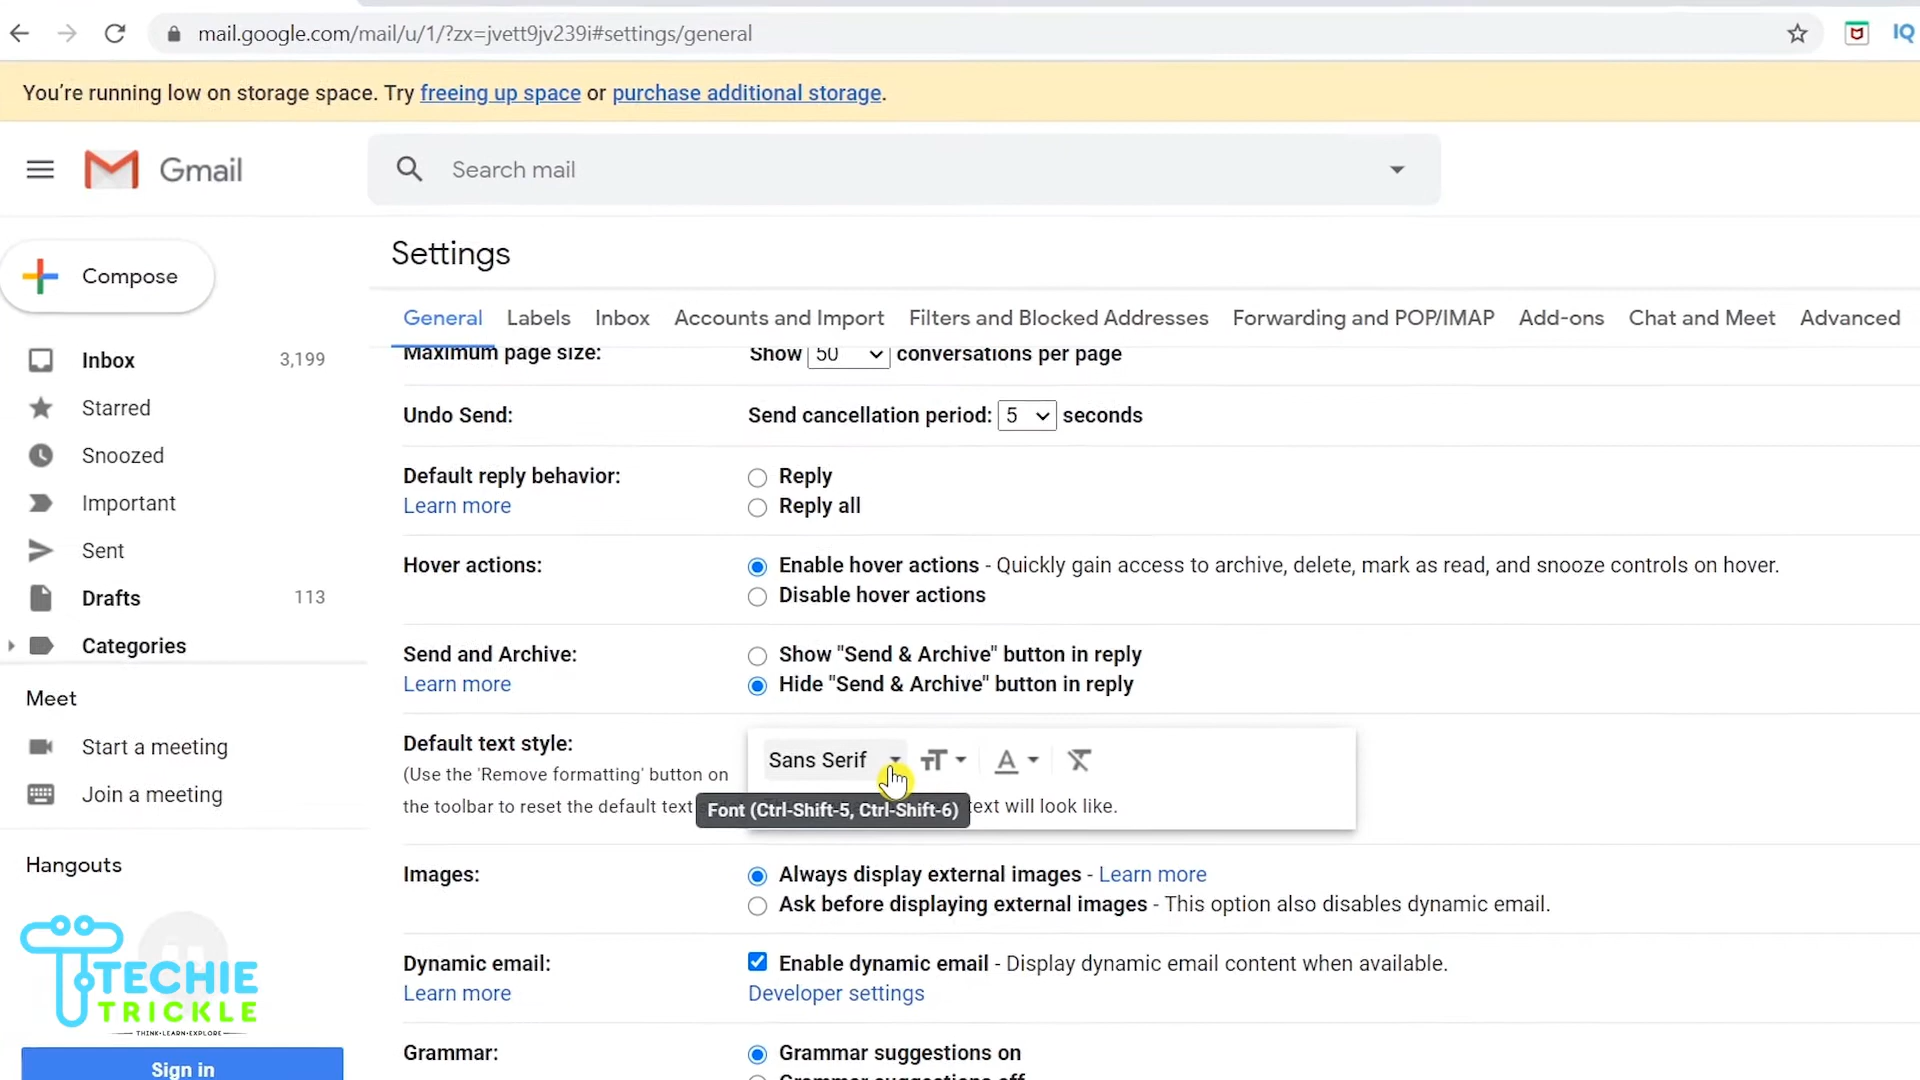 mail.google.com/mail/u/1/?zx=jvett9jv239i#settings/general
IQ
You're running low on storage space. Try freeing up space or purchase additional storage.
Gmail
Search mail
Compose
Settings
General Labels Inbox Accounts and Import Filters and Blocked Addresses Forwarding and POP/IMAP Add-ons Chat and Meet Advanced
Inbox 3,199
Starred
Snoozed
Important
Sent
Drafts 113
Categories
Meet
Start a meeting
Join a meeting
Hangouts
TECHIE
TRICKLE
THINK•LEARN•EXPLORE
Sign in
Maximum page size: Show 50 conversations per page
Undo Send: Send cancellation period: 5 seconds
Default reply behavior: Reply
Learn more Reply all
Hover actions: Enable hover actions - Quickly gain access to archive, delete, mark as read, and snooze controls on hover.
Disable hover actions
Send and Archive: Show "Send & Archive" button in reply
Learn more Hide "Send & Archive" button in reply
Default text style: Sans Serif
(Use the 'Remove formatting' button on
the toolbar to reset the default text
Font (Ctrl-Shift-5, Ctrl-Shift-6)
text will look like.
Images: Always display external images - Learn more
Ask before displaying external images - This option also disables dynamic email.
Dynamic email: Enable dynamic email - Display dynamic email content when available.
Learn more Developer settings
Grammar: Grammar suggestions on
Grammar suggestions off